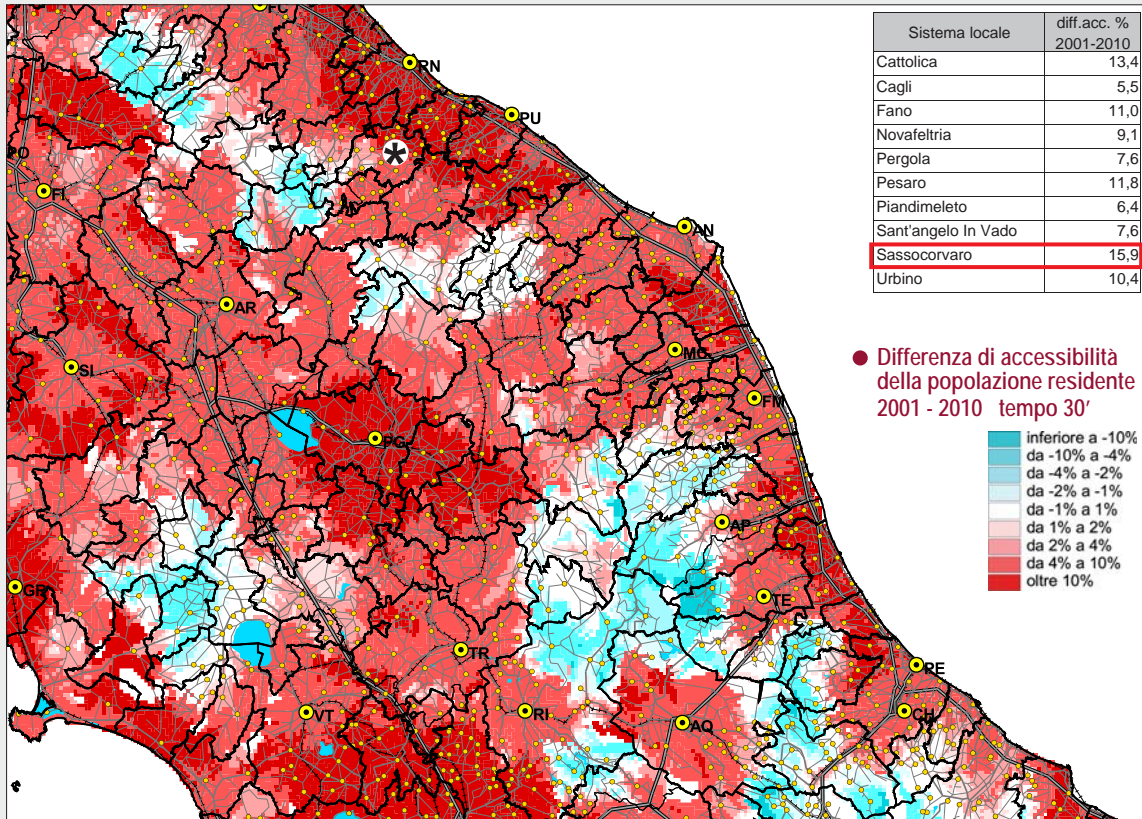 Sistema locale diff.acc. % 2001-2010
Cattolica 13,4
Cagli 5,5
Fano 11,0
Novafeltria 9,1
Pergola 7,6
Pesaro 11,8
Piandimeleto 6,4
Sant'angelo In Vado 7,6
Sassocorvaro 15,9
Urbino 10,4
Differenza di accessibilità
della popolazione residente
2001 - 2010 tempo 30'
inferiore a -10%
da -10% a -4%
da -4% a -2%
da -2% a -1%
da -1% a 1%
da 1% a 2%
da 2% a 4%
da 4% a 10%
oltre 10%
FC
RN
PU
*
PO
FI
AN
AR
MC
SI
FM
PG
AP
GR
TE
TR
PE
VT
RI
AQ
CH